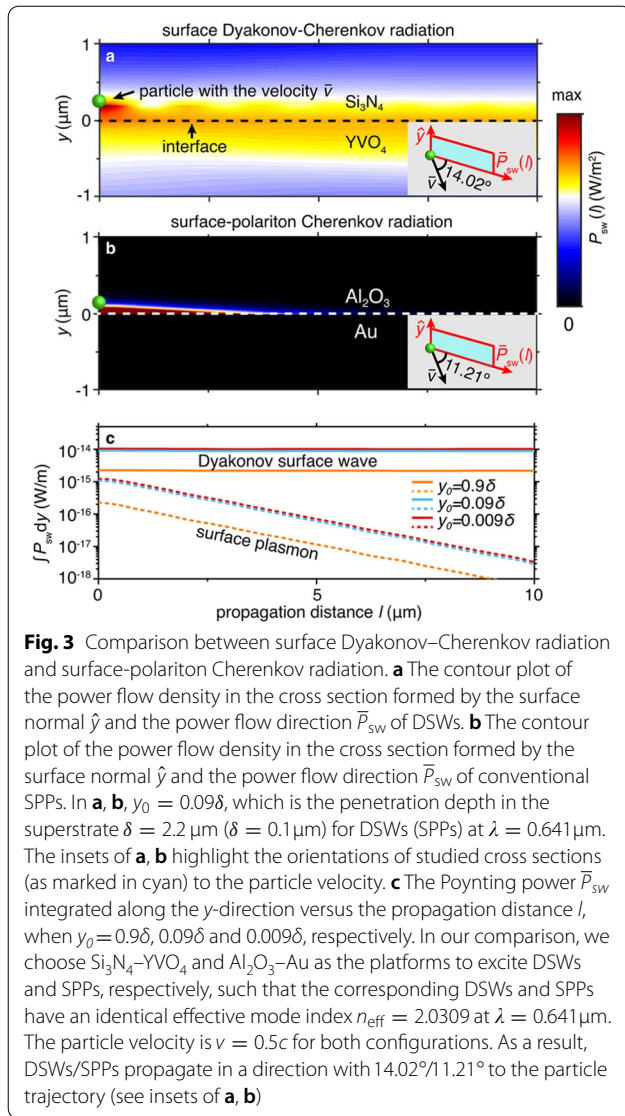 surface Dyakonov-Cherenkov radiation
1
a
particle with the velocity v̄
Si₃N₄
y (μm)
0
interface
YVO₄
ŷ
P̄sw(l)
v̄
14.02°
-1
max
Psw (l) (W/m²)
0
surface-polariton Cherenkov radiation
1
b
Al₂O₃
y (μm)
0
Au
ŷ
P̄sw(l)
v̄
11.21°
-1
c
10⁻¹⁴
Dyakonov surface wave
10⁻¹⁵
y₀=0.9δ
10⁻¹⁶
y₀=0.09δ
∫ Psw dy (W/m)
y₀=0.009δ
10⁻¹⁷
surface plasmon
10⁻¹⁸
0 5 10
propagation distance l (μm)
Fig. 3 Comparison between surface Dyakonov–Cherenkov radiation
and surface-polariton Cherenkov radiation. a The contour plot of
the power flow density in the cross section formed by the surface
normal ŷ and the power flow direction P̄sw of DSWs. b The contour
plot of the power flow density in the cross section formed by the
surface normal ŷ and the power flow direction P̄sw of conventional
SPPs. In a, b, y₀ = 0.09δ, which is the penetration depth in the
superstrate δ = 2.2 μm (δ = 0.1μm) for DSWs (SPPs) at λ = 0.641μm.
The insets of a, b highlight the orientations of studied cross sections
(as marked in cyan) to the particle velocity. c The Poynting power P̄sw
integrated along the y-direction versus the propagation distance l,
when y₀=0.9δ, 0.09δ and 0.009δ, respectively. In our comparison, we
choose Si₃N₄–YVO₄ and Al₂O₃–Au as the platforms to excite DSWs
and SPPs, respectively, such that the corresponding DSWs and SPPs
have an identical effective mode index neff = 2.0309 at λ = 0.641μm.
The particle velocity is v = 0.5c for both configurations. As a result,
DSWs/SPPs propagate in a direction with 14.02°/11.21° to the particle
trajectory (see insets of a, b)